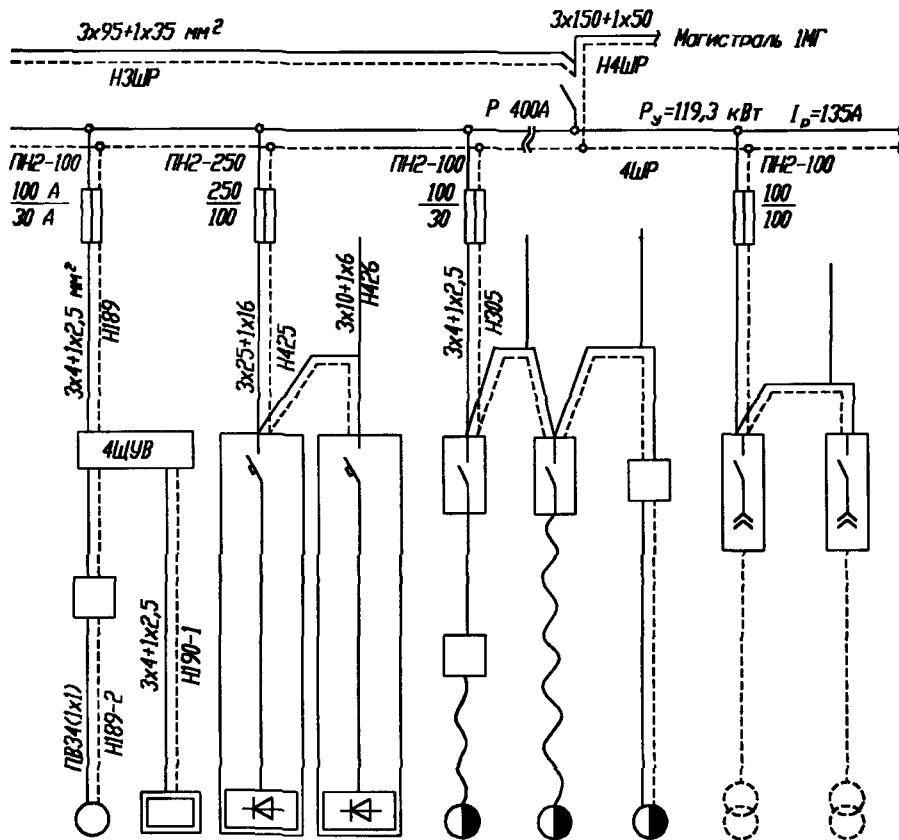 3х95+1х35 мм²
3х150+1х50
Магистраль 1МГ
Н3ШР
Н4ШР
Р 400А
Pу=119,3 кВт
Iр=135А
4ШР
ПН2-100
100 А
30 А
ПН2-250
250
100
ПН2-100
100
30
ПН2-100
100
100
3х4+1х2,5 мм²
Н189
3х25+1х16
Н425
3х10+1х6
Н426
3х4+1х2,5
Н305
4ЩУВ
3х4+1х2,5
Н190-1
ПВ34(1х1)
Н189-2